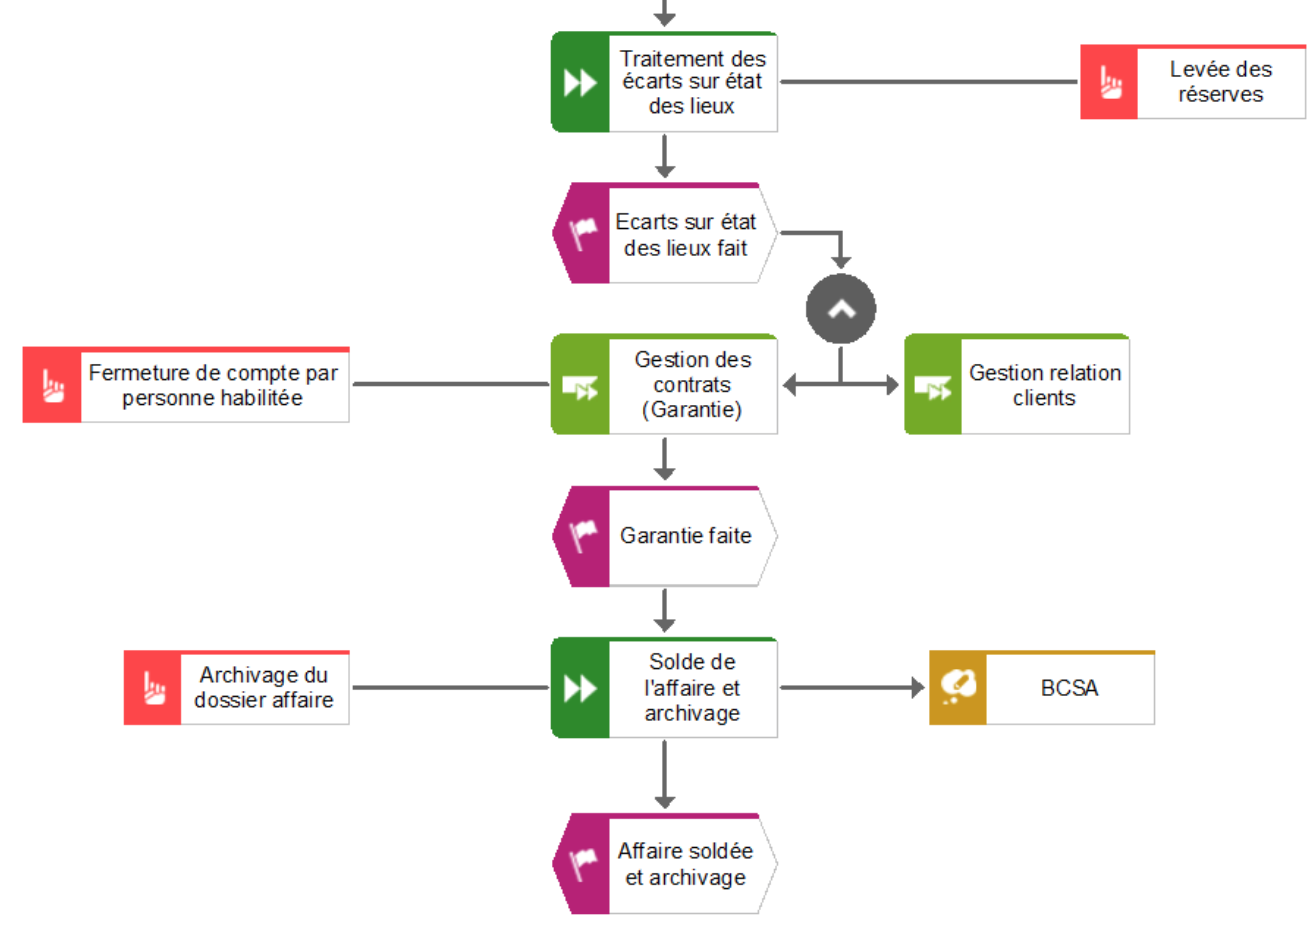 Traitement des
écarts sur état
des lieux
Levée des
réserves
Ecarts sur état
des lieux fait
Fermeture de compte par
personne habilitée
Gestion des
contrats
(Garantie)
Gestion relation
clients
Garantie faite
Archivage du
dossier affaire
Solde de
l'affaire et
archivage
BCSA
Affaire soldée
et archivage